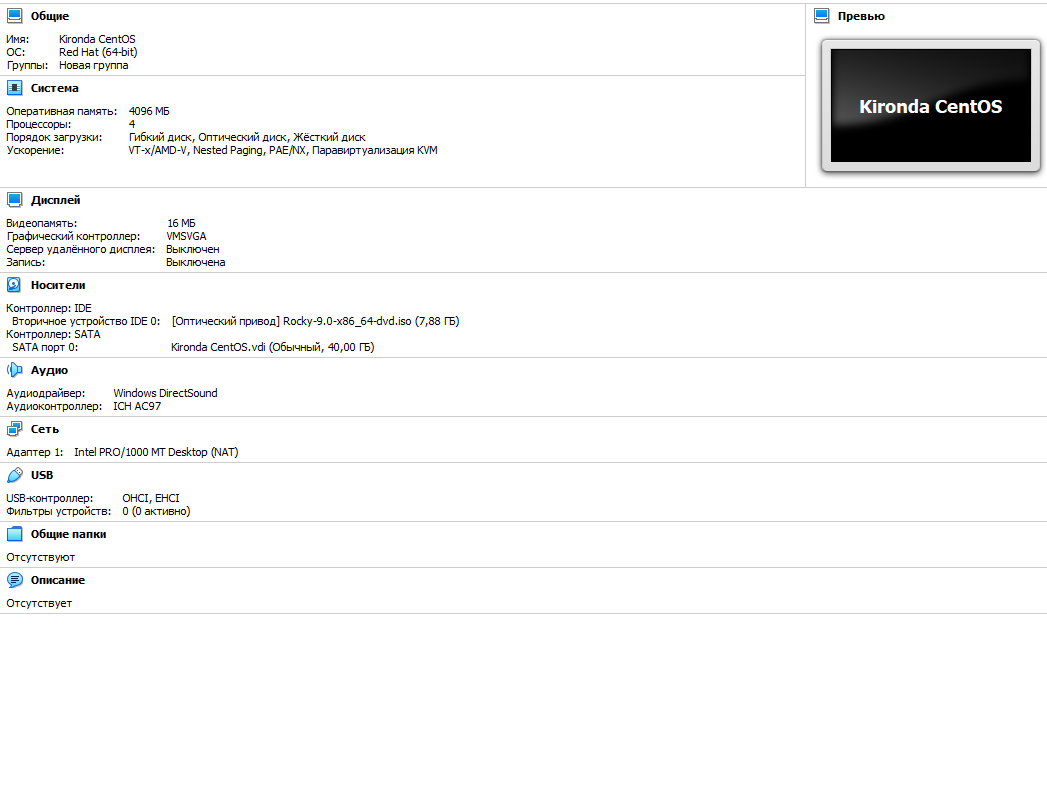 Общие
Имя: Kironda CentOS
ОС: Red Hat (64-bit)
Группы: Новая группа
Превью
Kironda CentOS
Система
Оперативная память: 4096 МБ
Процессоры: 4
Порядок загрузки: Гибкий диск, Оптический диск, Жёсткий диск
Ускорение: VT-x/AMD-V, Nested Paging, PAE/NX, Паравиртуализация KVM
Дисплей
Видеопамять: 16 МБ
Графический контроллер: VMSVGA
Сервер удалённого дисплея: Выключен
Запись: Выключена
Носители
Контроллер: IDE
Вторичное устройство IDE 0: [Оптический привод] Rocky-9.0-x86_64-dvd.iso (7,88 ГБ)
Контроллер: SATA
SATA порт 0: Kironda CentOS.vdi (Обычный, 40,00 ГБ)
Аудио
Аудиодрайвер: Windows DirectSound
Аудиоконтроллер: ICH AC97
Сеть
Адаптер 1: Intel PRO/1000 MT Desktop (NAT)
USB
USB-контроллер: OHCI, EHCI
Фильтры устройств: 0 (0 активно)
Общие папки
Отсутствуют
Описание
Отсутствует